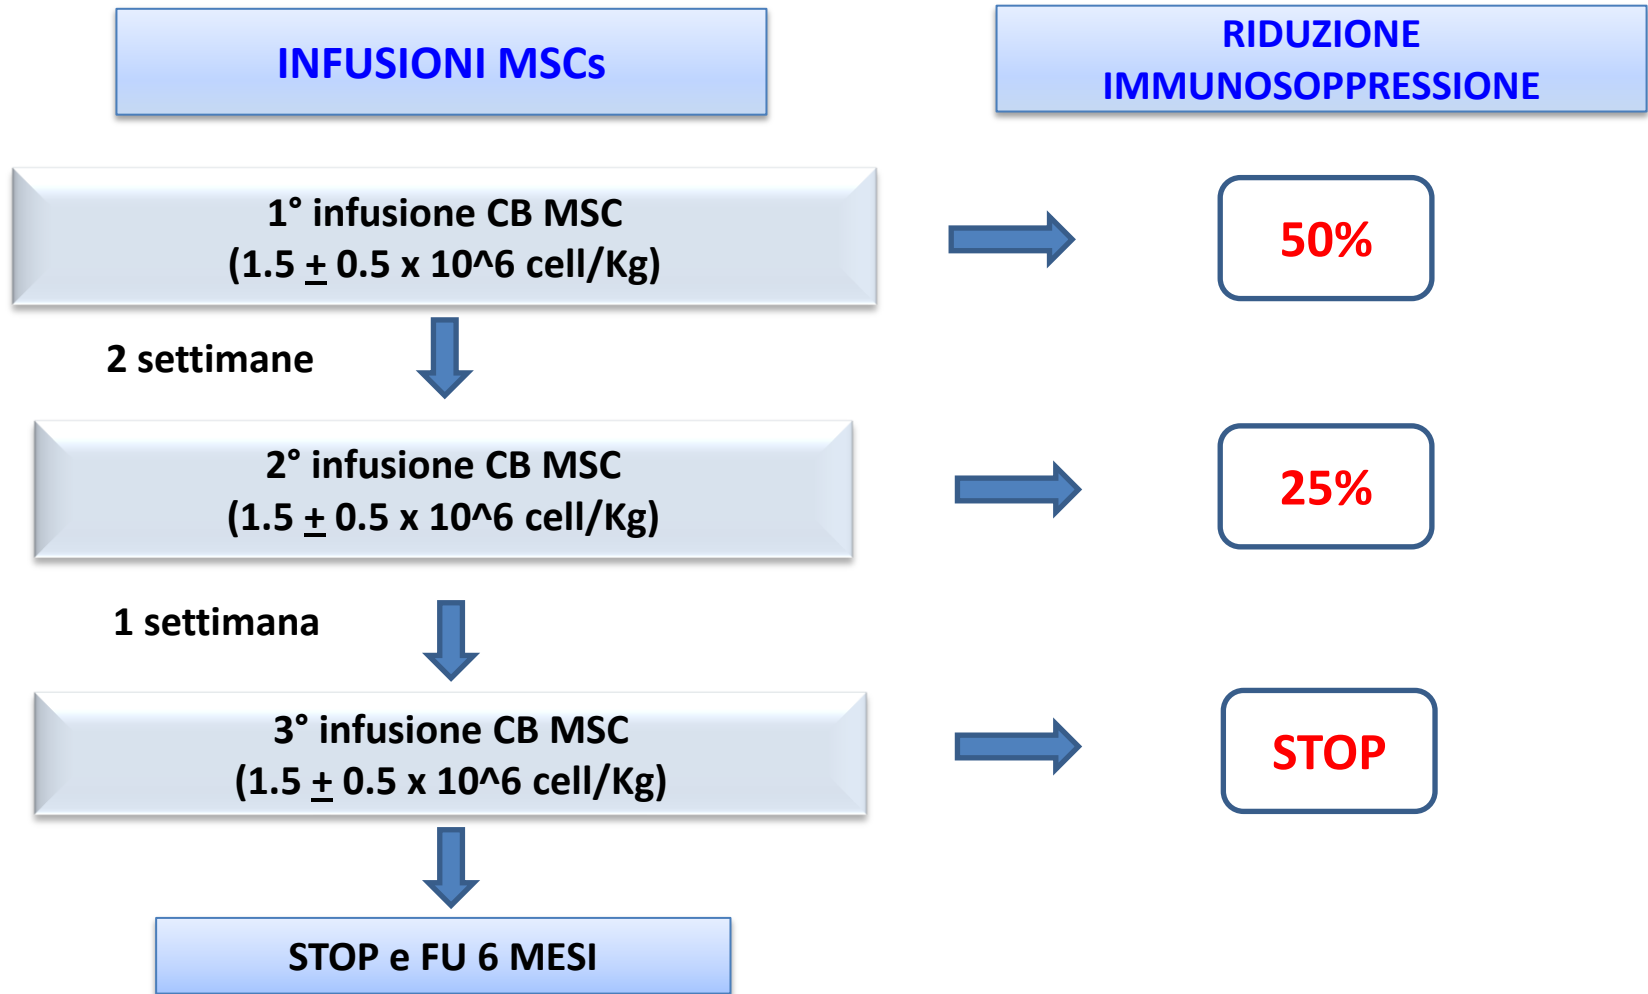 INFUSIONI MSCs
RIDUZIONE
IMMUNOSOPPRESSIONE
1° infusione CB MSC
(1.5 ± 0.5 x 10^6 cell/Kg)
50%
2 settimane
2° infusione CB MSC
(1.5 ± 0.5 x 10^6 cell/Kg)
25%
1 settimana
3° infusione CB MSC
(1.5 ± 0.5 x 10^6 cell/Kg)
STOP
STOP e FU 6 MESI